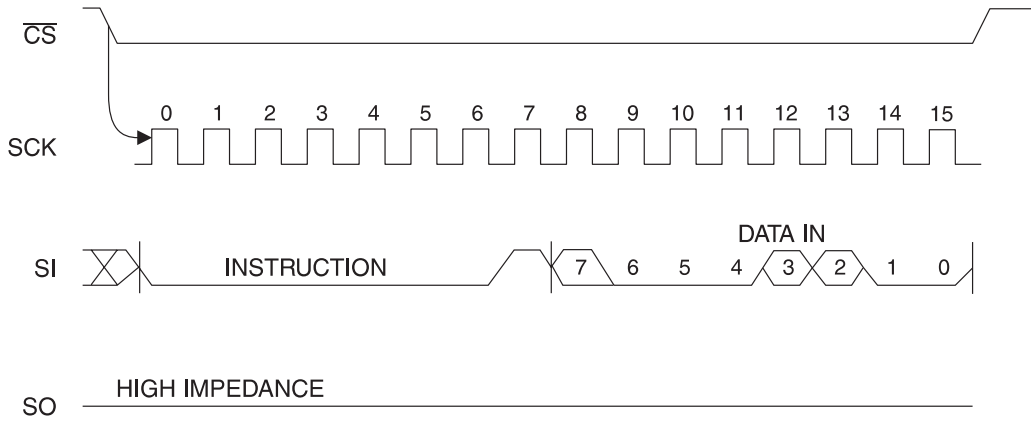 CS
0 1 2 3 4 5 6 7 8 9 10 11 12 13 14 15
SCK
DATA IN
SI INSTRUCTION 7 6 5 4 3 2 1 0
HIGH IMPEDANCE
SO